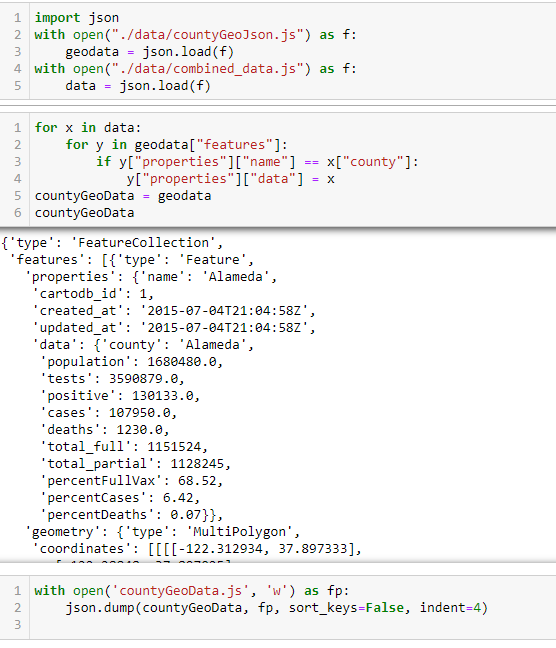 1 import json
2 with open("./data/countyGeoJson.js") as f:
3     geodata = json.load(f)
4 with open("./data/combined_data.js") as f:
5     data = json.load(f)
1 for x in data:
2     for y in geodata["features"]:
3         if y["properties"]["name"] == x["county"]:
4             y["properties"]["data"] = x
5 countyGeoData = geodata
6 countyGeoData
{'type': 'FeatureCollection',
 'features': [{'type': 'Feature',
   'properties': {'name': 'Alameda',
    'cartodb_id': 1,
    'created_at': '2015-07-04T21:04:58Z',
    'updated_at': '2015-07-04T21:04:58Z',
    'data': {'county': 'Alameda',
     'population': 1680480.0,
     'tests': 3590879.0,
     'positive': 130133.0,
     'cases': 107950.0,
     'deaths': 1230.0,
     'total_full': 1151524,
     'total_partial': 1128245,
     'percentFullVax': 68.52,
     'percentCases': 6.42,
     'percentDeaths': 0.07}},
   'geometry': {'type': 'MultiPolygon',
    'coordinates': [[[[-122.312934, 37.897333],
1 with open('countyGeoData.js', 'w') as fp:
2     json.dump(countyGeoData, fp, sort_keys=False, indent=4)
3